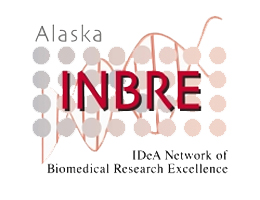 Alaska
INBRE
IDeA Network of
Biomedical Research Excellence